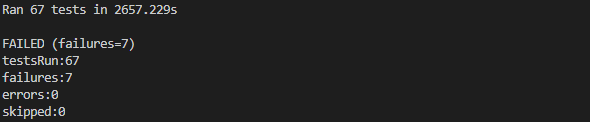 Ran 67 tests in 2657.229s
FAILED (failures=7)
testsRun:67
failures:7
errors:0
skipped:0